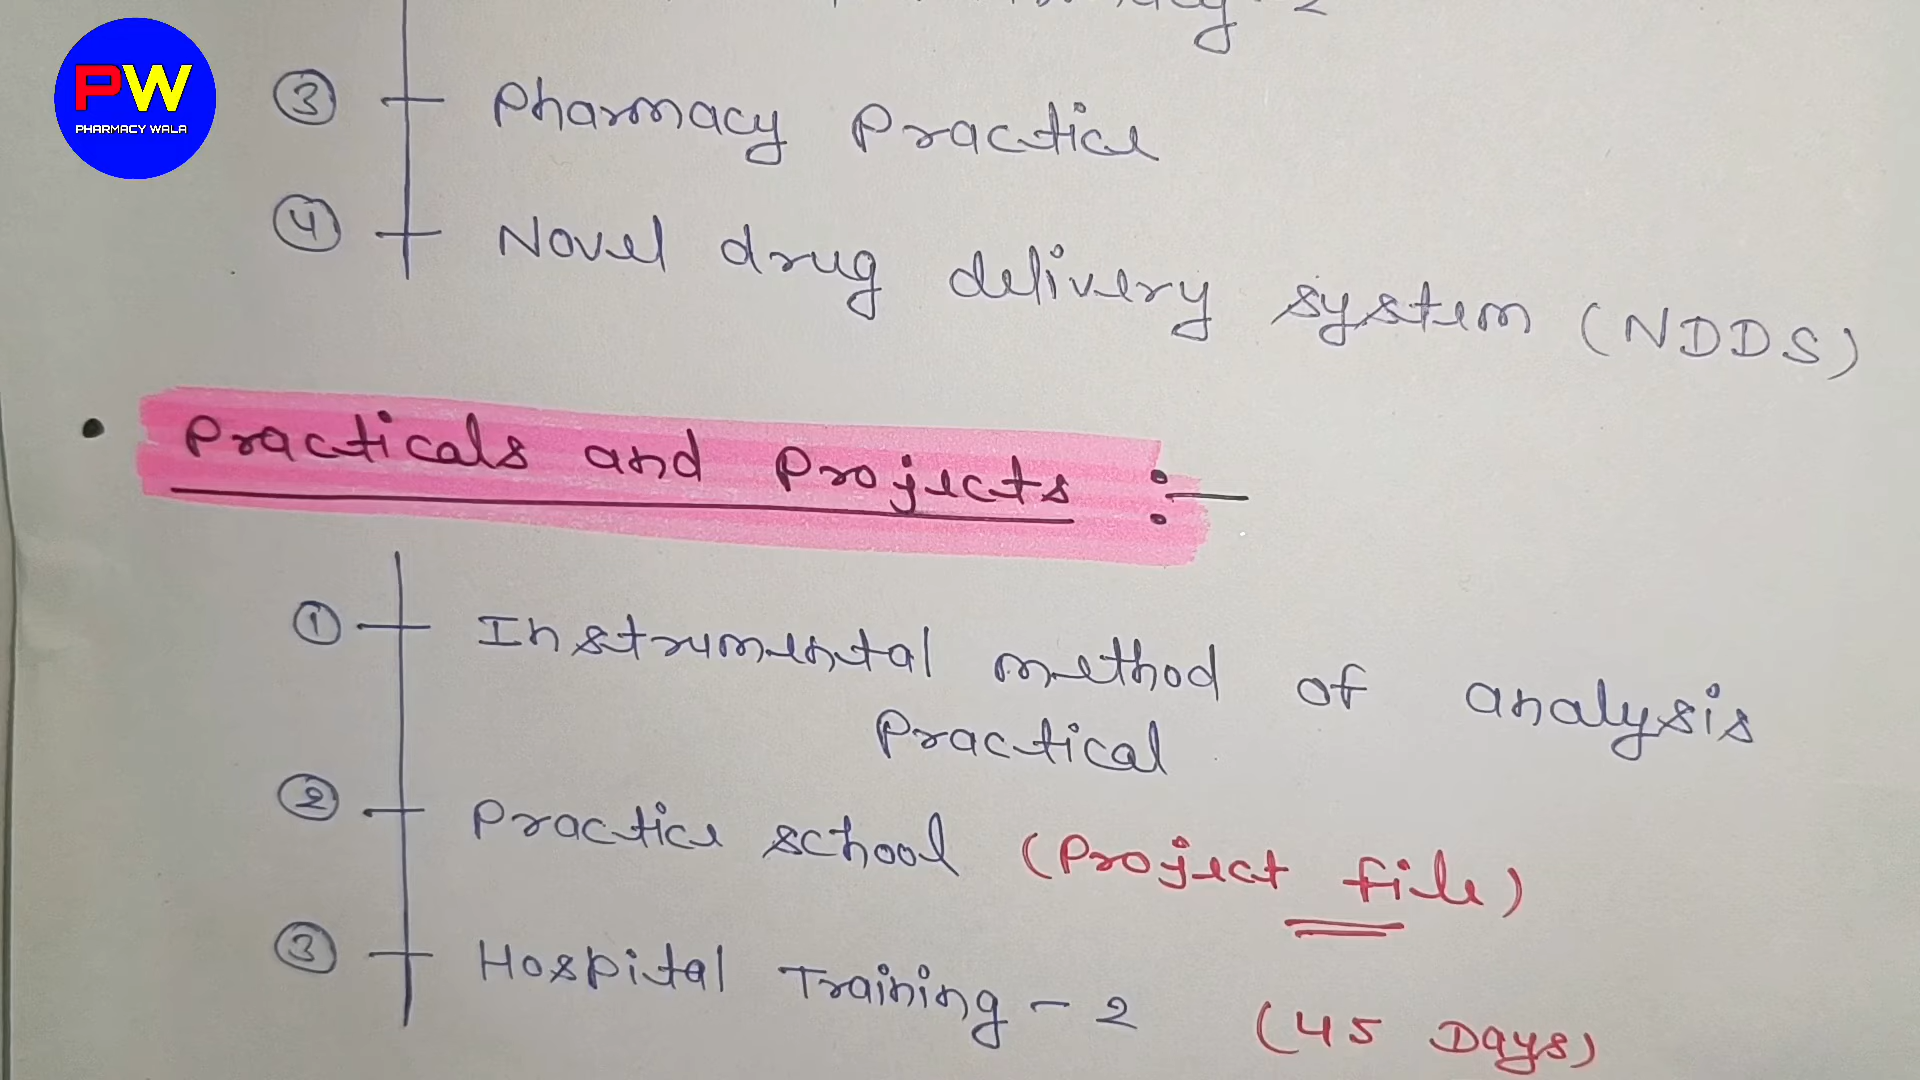 PW
PHARMACY WALA
③ Pharmacy Practice
④ Novel drug delivery system (NDDS)
• Practicals and Projects :-
① Instrumental method of analysis
Practical
② Practice school (Project file)
③ Hospital Training - 2 (45 Days)